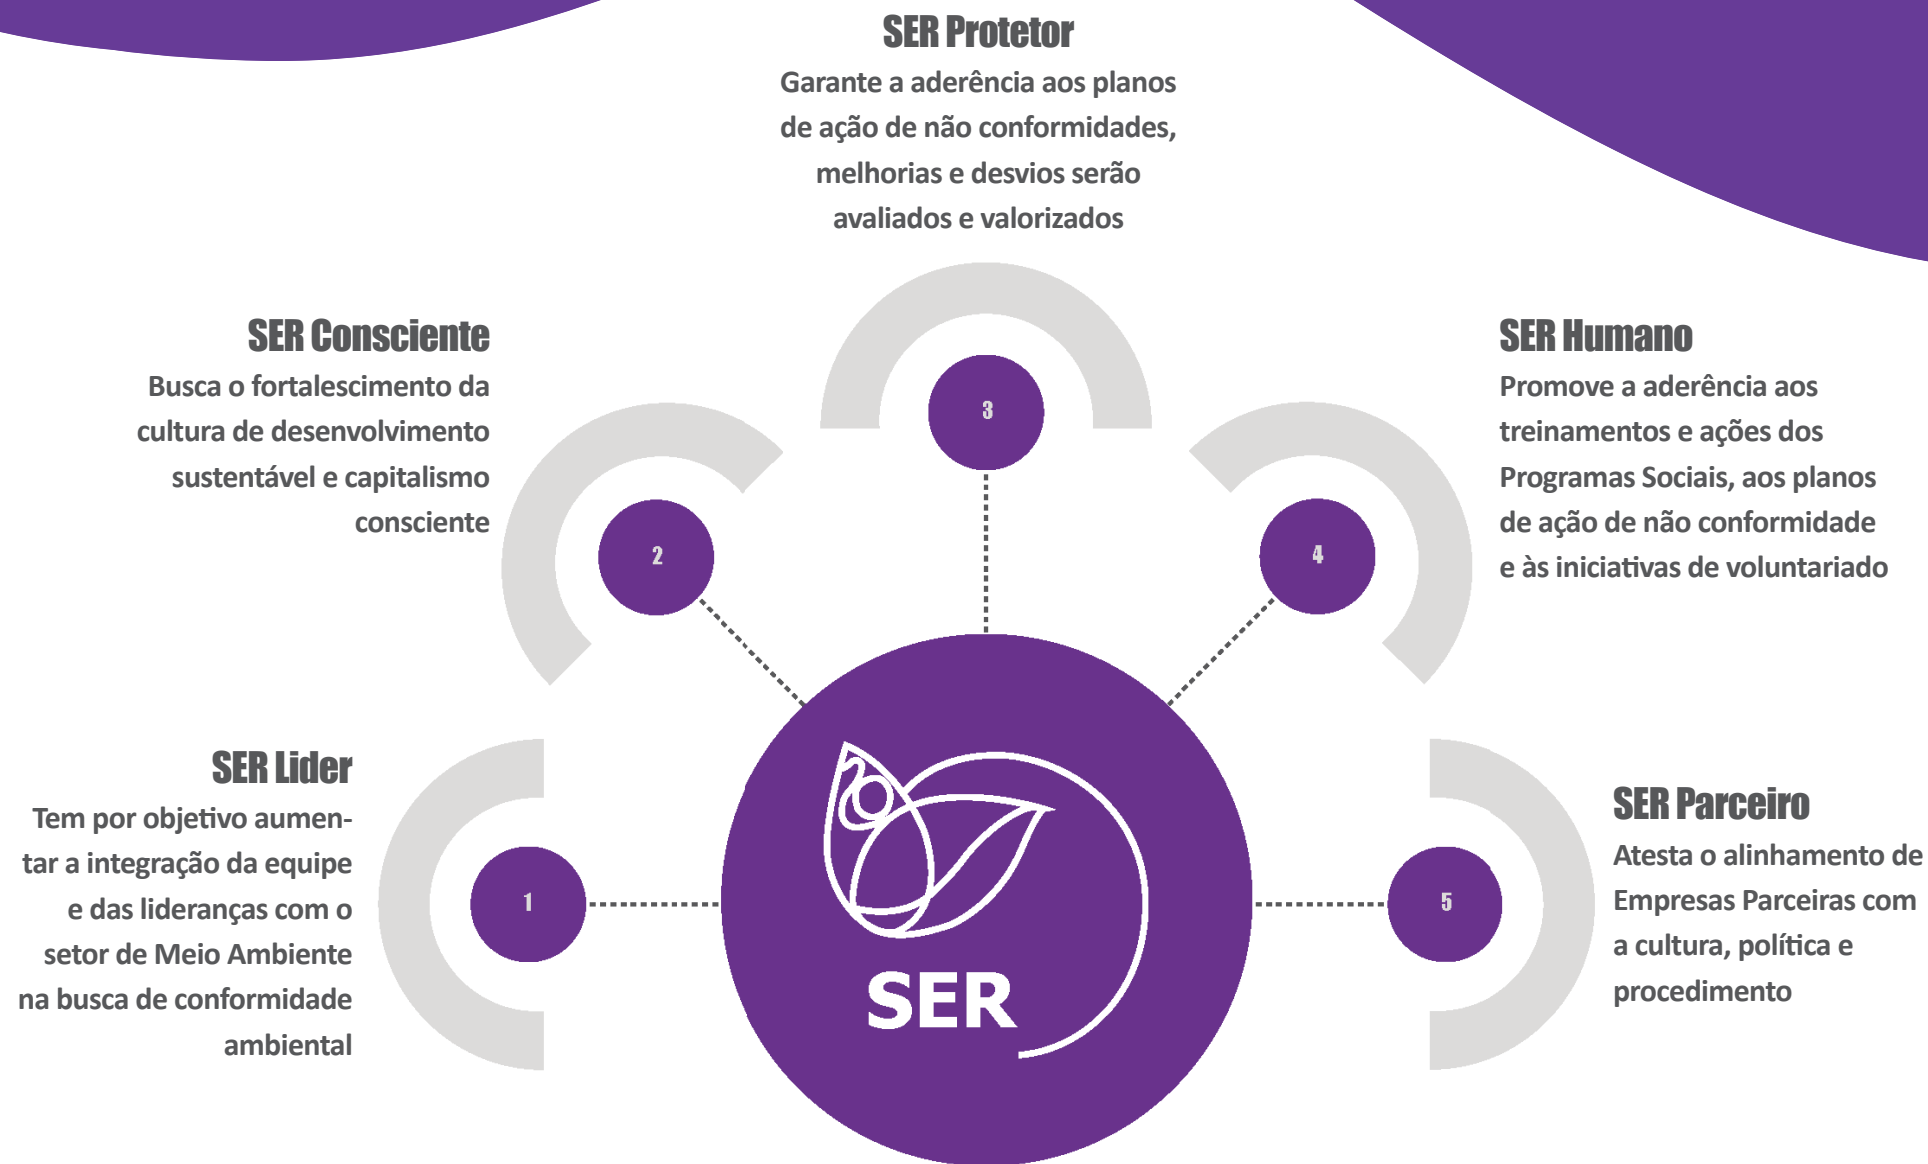 SER Protetor
Garante a aderência aos planos
de ação de não conformidades,
melhorias e desvios serão
avaliados e valorizados
SER Consciente
Busca o fortalescimento da
cultura de desenvolvimento
sustentável e capitalismo
consciente
SER Humano
Promove a aderência aos
treinamentos e ações dos
Programas Sociais, aos planos
de ação de não conformidade
e às iniciativas de voluntariado
3
2
4
SER Lider
Tem por objetivo aumen-
tar a integração da equipe
e das lideranças com o
setor de Meio Ambiente
na busca de conformidade
ambiental
1
SER
5
SER Parceiro
Atesta o alinhamento de
Empresas Parceiras com
a cultura, política e
procedimento